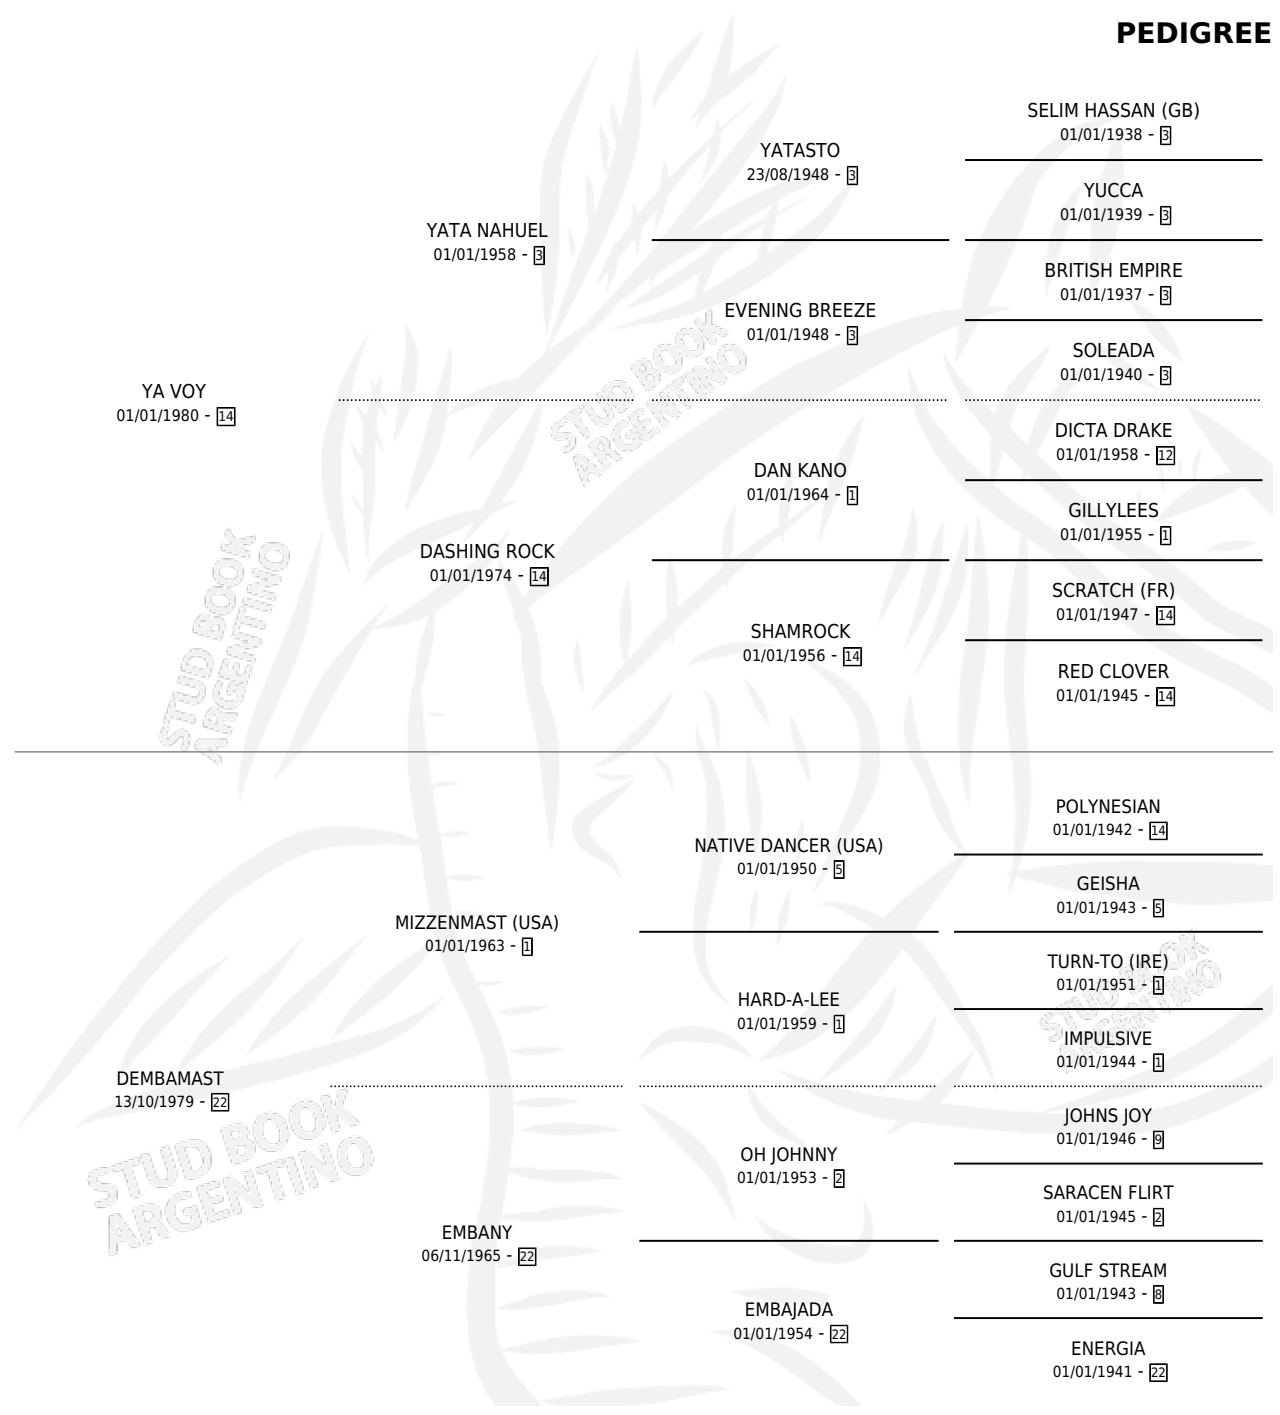 PEDIGREE
SELIM HASSAN (GB)
01/01/1938 - 3
YATASTO
23/08/1948 - 3
YUCCA
01/01/1939 - 3
YATA NAHUEL
01/01/1958 - 3
BRITISH EMPIRE
01/01/1937 - 3
EVENING BREEZE
01/01/1948 - 3
SOLEADA
01/01/1940 - 3
YA VOY
01/01/1980 - 14
DICTA DRAKE
01/01/1958 - 12
DAN KANO
01/01/1964 - 1
GILLYLEES
01/01/1955 - 1
DASHING ROCK
01/01/1974 - 14
SCRATCH (FR)
01/01/1947 - 14
SHAMROCK
01/01/1956 - 14
RED CLOVER
01/01/1945 - 14
POLYNESIAN
01/01/1942 - 14
NATIVE DANCER (USA)
01/01/1950 - 5
GEISHA
01/01/1943 - 5
MIZZENMAST (USA)
01/01/1963 - 1
TURN-TO (IRE)
01/01/1951 - 1
HARD-A-LEE
01/01/1959 - 1
IMPULSIVE
01/01/1944 - 1
DEMBAMAST
13/10/1979 - 22
JOHNS JOY
01/01/1946 - 9
OH JOHNNY
01/01/1953 - 2
SARACEN FLIRT
01/01/1945 - 2
EMBANY
06/11/1965 - 22
GULF STREAM
01/01/1943 - 8
EMBAJADA
01/01/1954 - 22
ENERGIA
01/01/1941 - 22
STUD BOOK
ARGENTINO
STUD BOOK
ARGENTINO
STUD BOOK
ARGENTINO
STUD BOOK
ARGENTINO